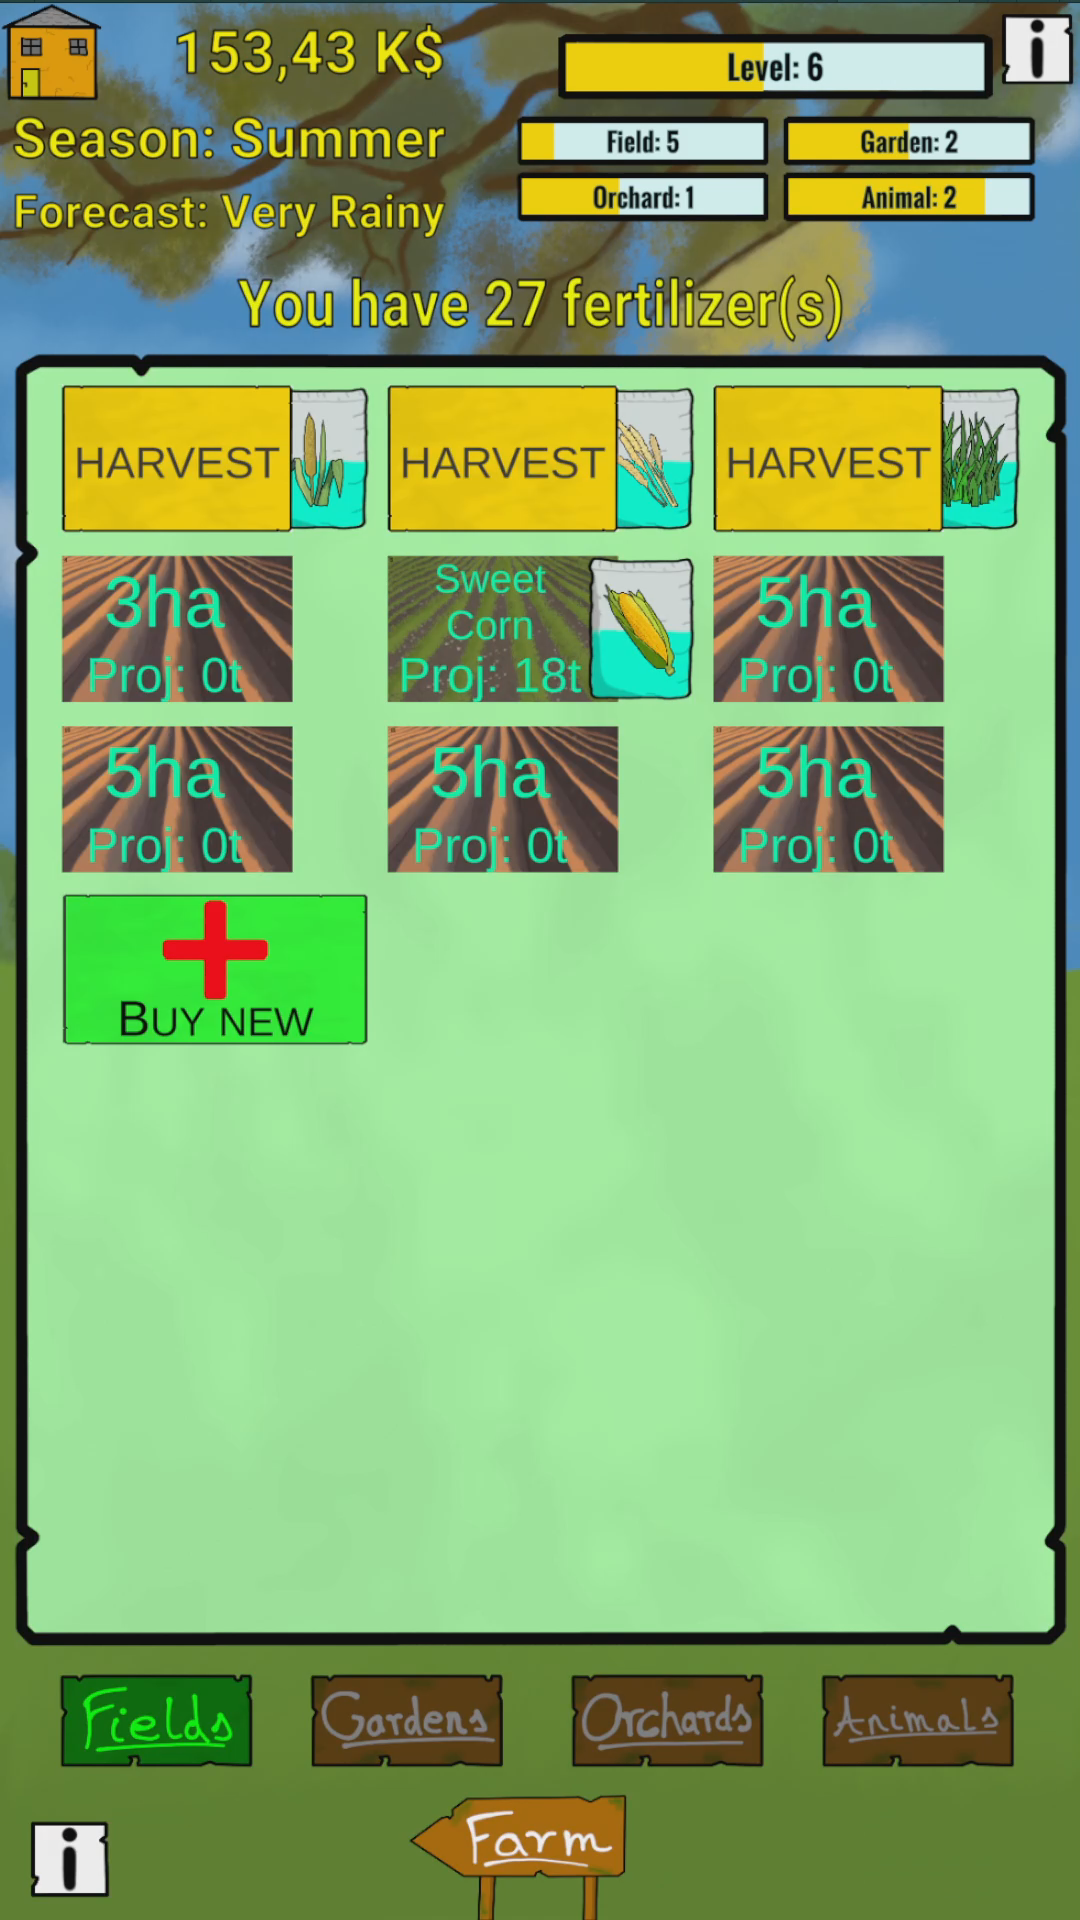 153,43 K$
Level: 6
Season: Summer
Field: 5
Garden: 2
Forecast: Very Rainy
Orchard: 1
Animal: 2
You have 27 fertilizer(s)
HARVEST
HARVEST
HARVEST
3ha
Proj: 0t
Sweet
Corn
Proj: 18t
5ha
Proj: 0t
5ha
Proj: 0t
5ha
Proj: 0t
5ha
Proj: 0t
BUY NEW
Fields
Gardens
Orchards
Animals
i
Farm
i